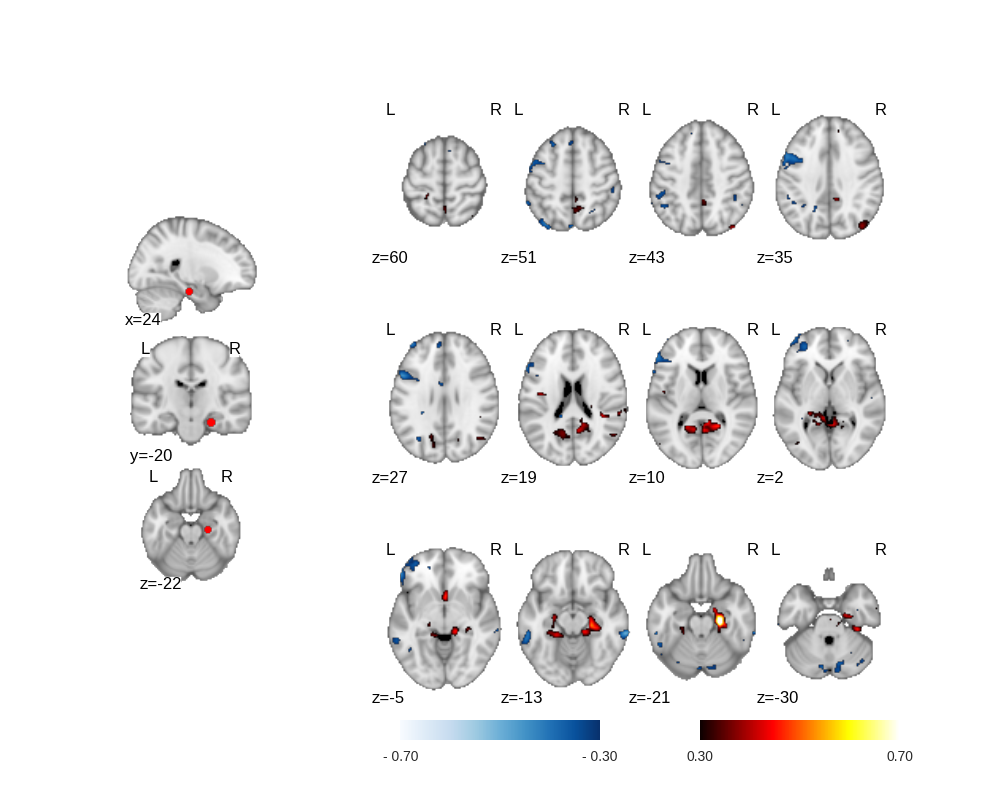 L R L R L R L R
z=60 z=51 z=43 z=35
x=24
L R L R L R L R
L R
z=27 z=19 z=10 z=2
y=-20
L R
L R L R L R L R
z=-22
z=-5 z=-13 z=-21 z=-30
- 0.70 - 0.30 0.30 0.70